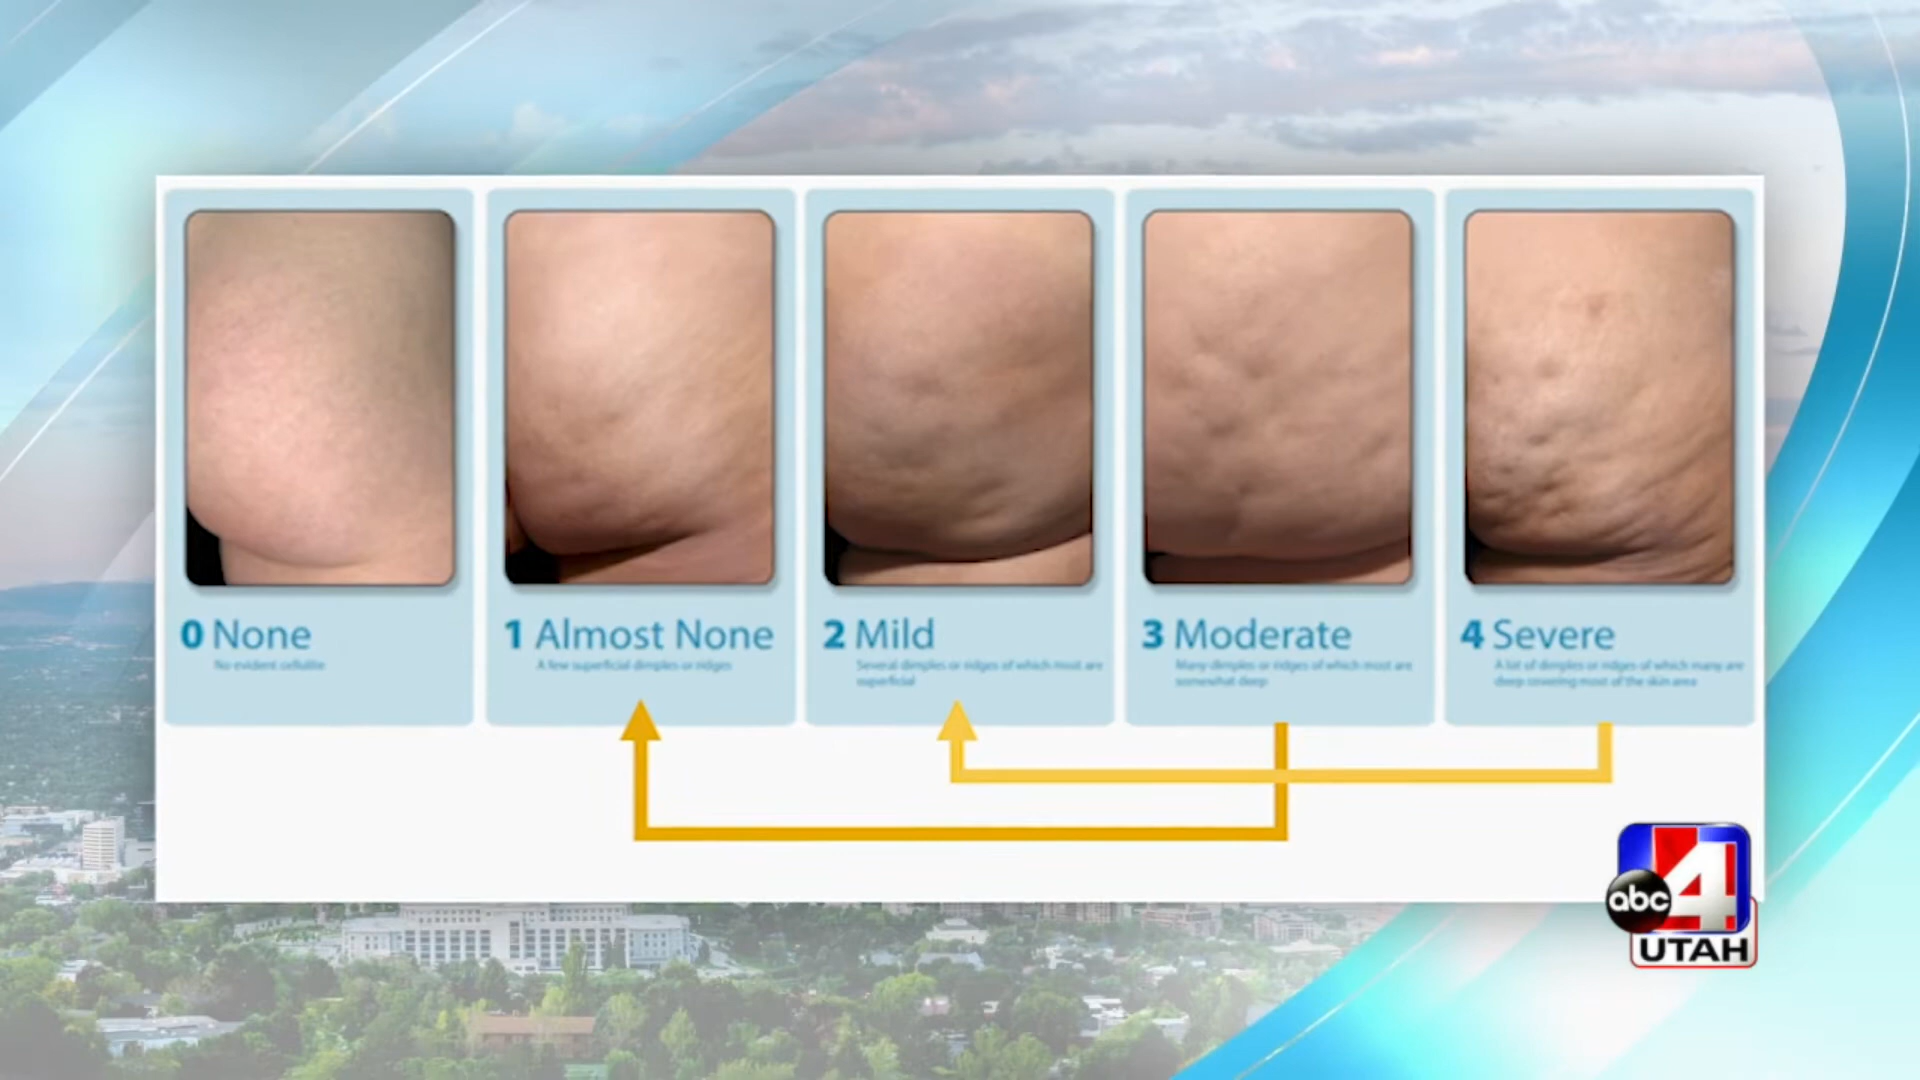 0 None
No evident cellulite
1 Almost None
A few superficial dimples or ridges
2 Mild
Several dimples or ridges of which most are
superficial
3 Moderate
Many dimples or ridges of which most are
somewhat deep
4 Severe
A lot of dimples or ridges of which many are
deep covering most of the skin area
abc 4
UTAH